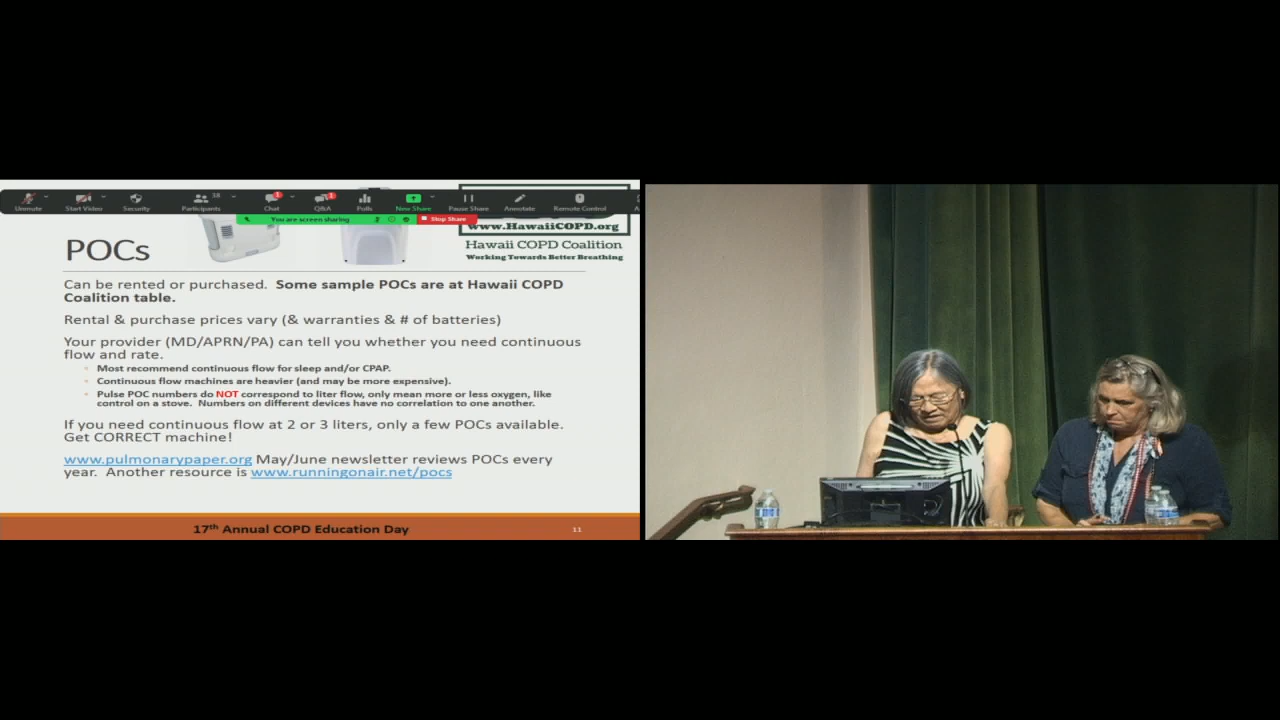 Unmute
Start Video
Security
Participants
38
Chat
1
Q&A
1
Polls
New Share
Pause Share
Annotate
Remote Control
You are screen sharing
Stop Share
www.HawaiiCOPD.org
Hawaii COPD Coalition
Working Towards Better Breathing
POCs
Can be rented or purchased. Some sample POCs are at Hawaii COPD
Coalition table.
Rental & purchase prices vary (& warranties & # of batteries)
Your provider (MD/APRN/PA) can tell you whether you need continuous
flow and rate.
Most recommend continuous flow for sleep and/or CPAP.
Continuous flow machines are heavier (and may be more expensive).
Pulse POC numbers do NOT correspond to liter flow, only mean more or less oxygen, like
control on a stove. Numbers on different devices have no correlation to one another.
If you need continuous flow at 2 or 3 liters, only a few POCs available.
Get CORRECT machine!
www.pulmonarypaper.org May/June newsletter reviews POCs every
year. Another resource is www.runningonair.net/pocs
17th Annual COPD Education Day
11